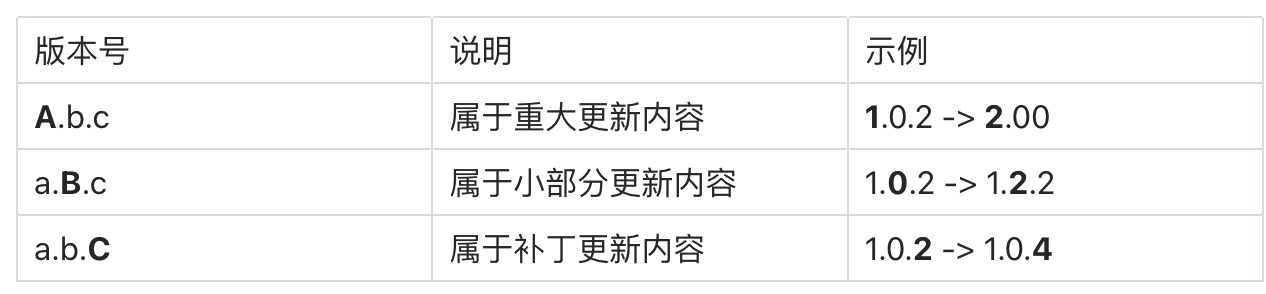 版本号 说明 示例
A.b.c 属于重大更新内容 1.0.2 -> 2.00
a.B.c 属于小部分更新内容 1.0.2 -> 1.2.2
a.b.C 属于补丁更新内容 1.0.2 -> 1.0.4